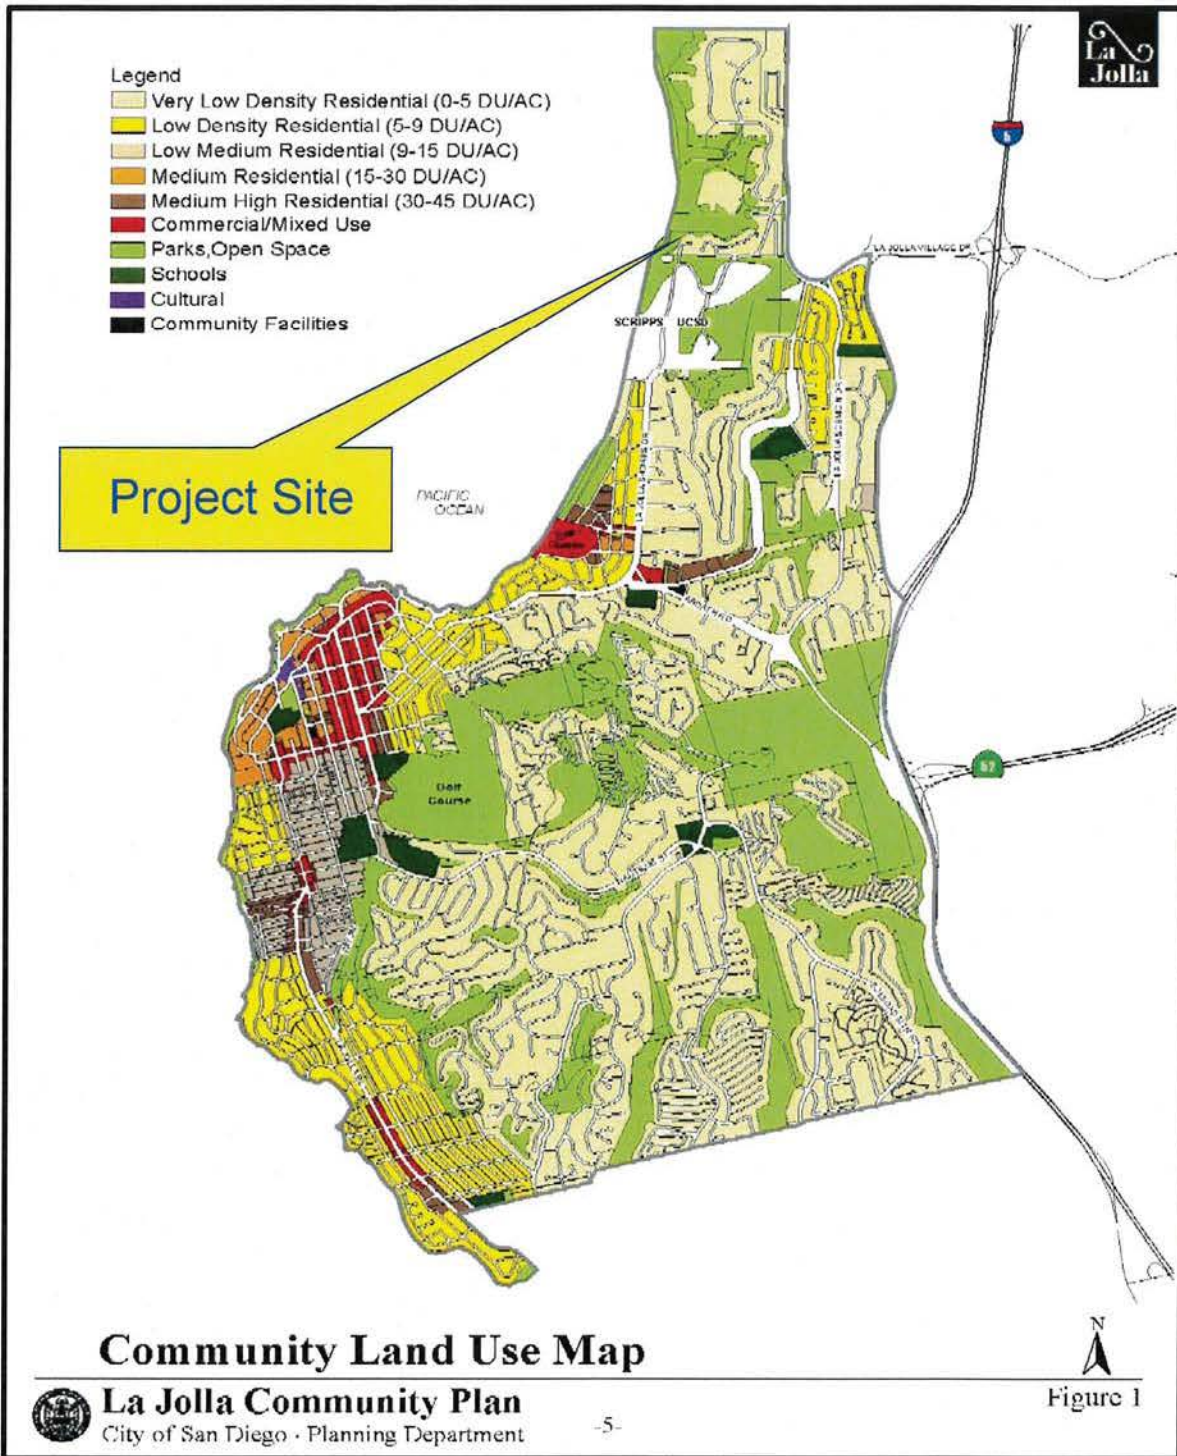 La
Jolla
Legend
Very Low Density Residential (0-5 DU/AC)
Low Density Residential (5-9 DU/AC)
Low Medium Residential (9-15 DU/AC)
Medium Residential (15-30 DU/AC)
Medium High Residential (30-45 DU/AC)
Commercial/Mixed Use
Parks,Open Space
Schools
Cultural
Community Facilities
5
LA JOLLA VILLAGE DR
SCRIPPS UCSD
LA JOLLA SHORES DR
Project Site
PACIFIC
OCEAN
52
Golf
Course
Community Land Use Map
N
La Jolla Community Plan
City of San Diego · Planning Department
-5-
Figure 1